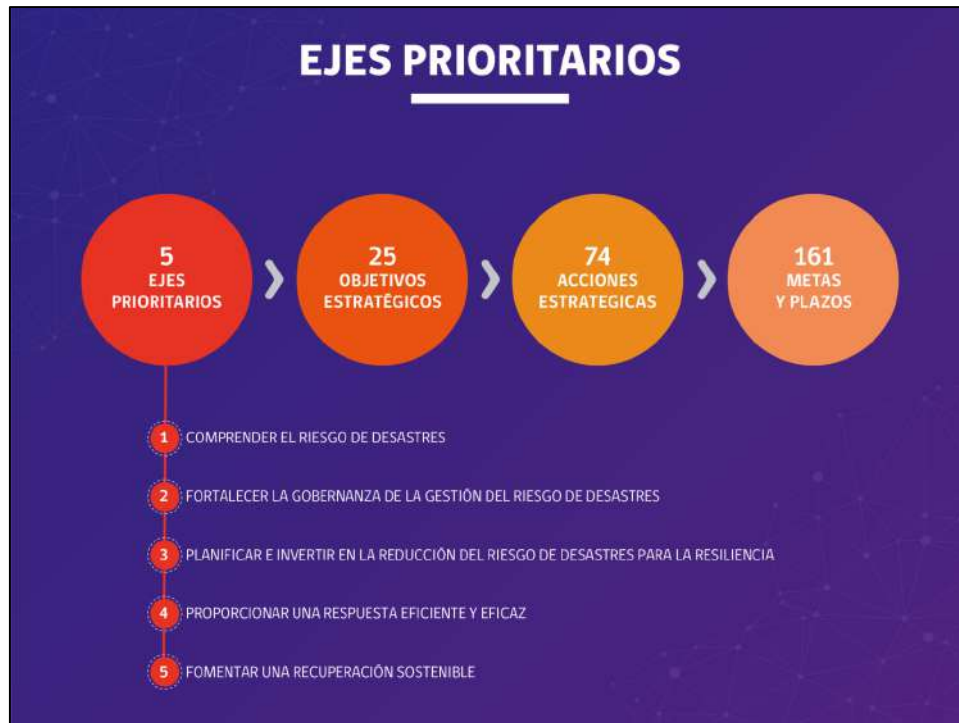 EJES PRIORITARIOS
5
EJES
PRIORITARIOS
25
OBJETIVOS
ESTRATÉGICOS
74
ACCIONES
ESTRATEGICAS
161
METAS
Y PLAZOS
1 COMPRENDER EL RIESGO DE DESASTRES
2 FORTALECER LA GOBERNANZA DE LA GESTIÓN DEL RIESGO DE DESASTRES
3 PLANIFICAR E INVERTIR EN LA REDUCCIÓN DEL RIESGO DE DESASTRES PARA LA RESILIENCIA
4 PROPORCIONAR UNA RESPUESTA EFICIENTE Y EFICAZ
5 FOMENTAR UNA RECUPERACIÓN SOSTENIBLE